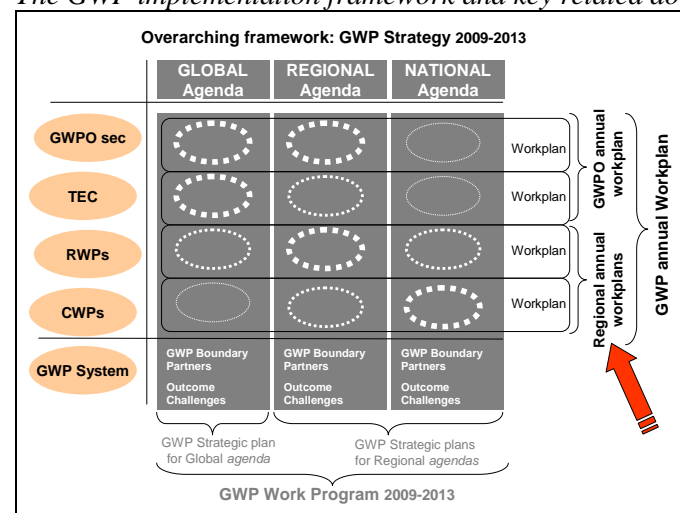 The GWP implementation framework and key related do
Overarching framework: GWP Strategy 2009-2013
GLOBAL
Agenda
REGIONAL
Agenda
NATIONAL
Agenda
GWPO sec
Workplan
TEC
Workplan
RWPs
Workplan
CWPs
Workplan
GWPO annual
workplan
Regional annual
workplans
GWP annual Workplan
GWP System
GWP Boundary
Partners
Outcome
Challenges
GWP Boundary
Partners
Outcome
Challenges
GWP Boundary
Partners
Outcome
Challenges
GWP Strategic plan
for Global agenda
GWP Strategic plans
for Regional agendas
GWP Work Program 2009-2013